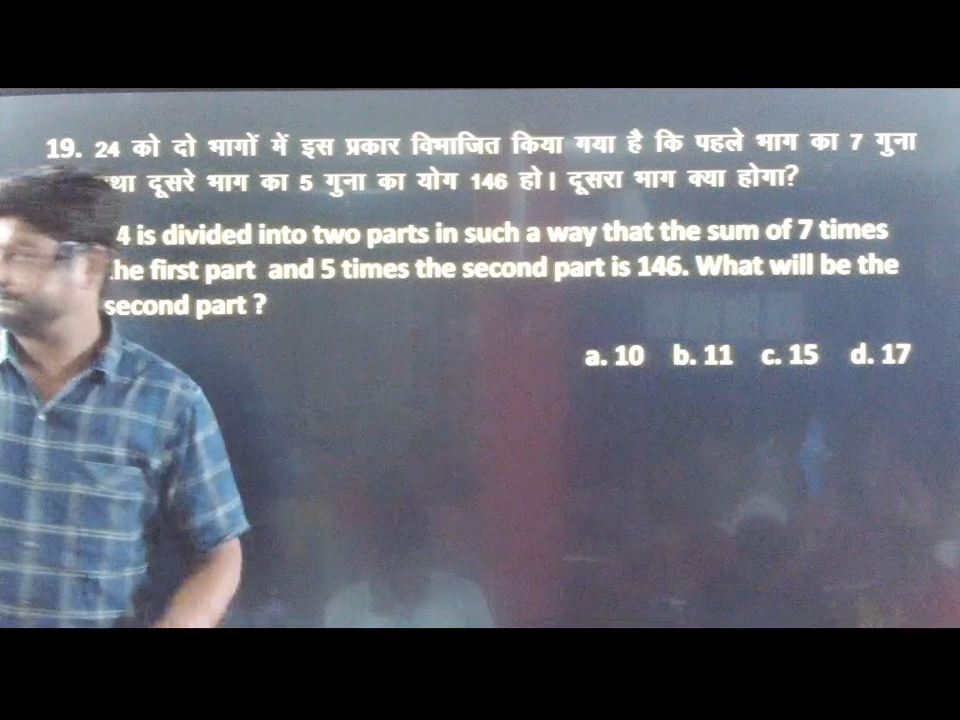 19. 24 को दो भागों में इस प्रकार विभाजित किया गया है कि पहले भाग का 7 गुना
दूसरे भाग का 5 गुना का योग 146 हो। दूसरा भाग क्या होगा?
4 is divided into two parts in such a way that the sum of 7 times
first part and 5 times the second part is 146. What will be the
second part ?
a. 10 b. 11 c. 15 d. 17